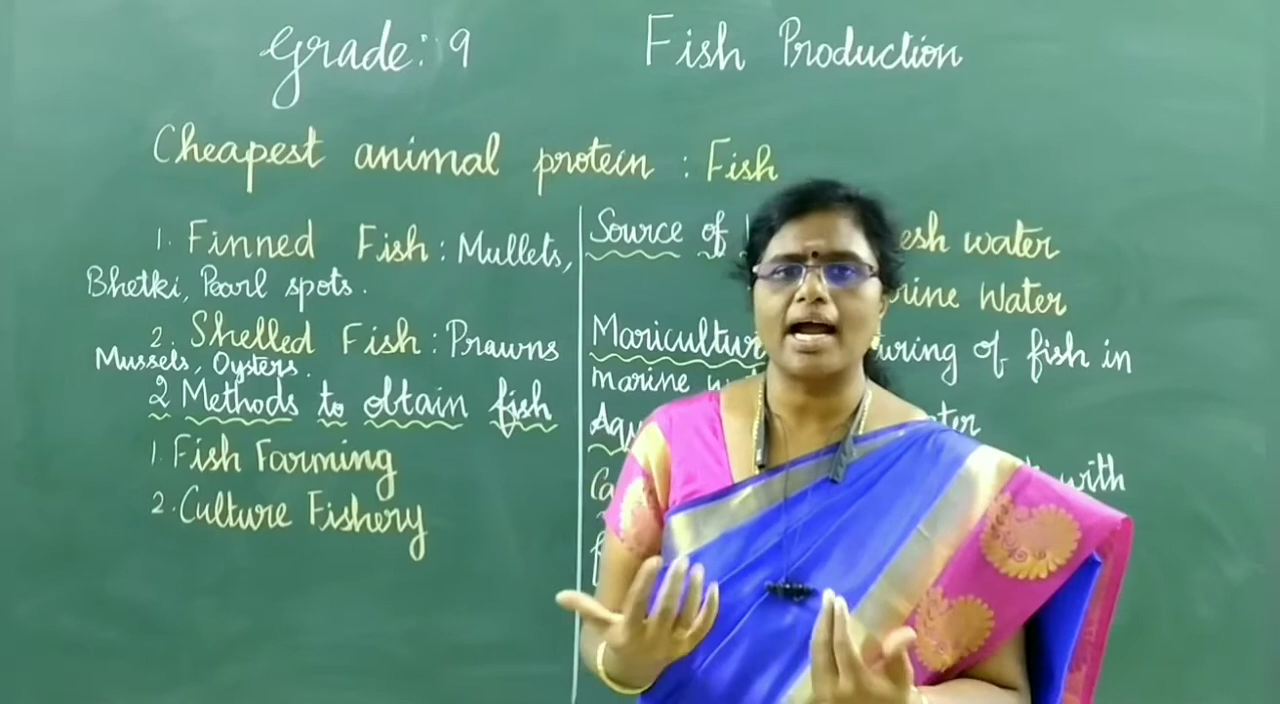 Grade: 9
Fish Production
Cheapest animal protein : Fish
1. Finned Fish : Mullets,
Bhetki, Pearl spots.
2. Shelled Fish : Prawns
Mussels, Oysters.
2 Methods to obtain fish
1. Fish Farming
2. Culture Fishery
Source of esh water
rine Water
Maricultur uring of fish in
marine w
Aqu ter
Ca with